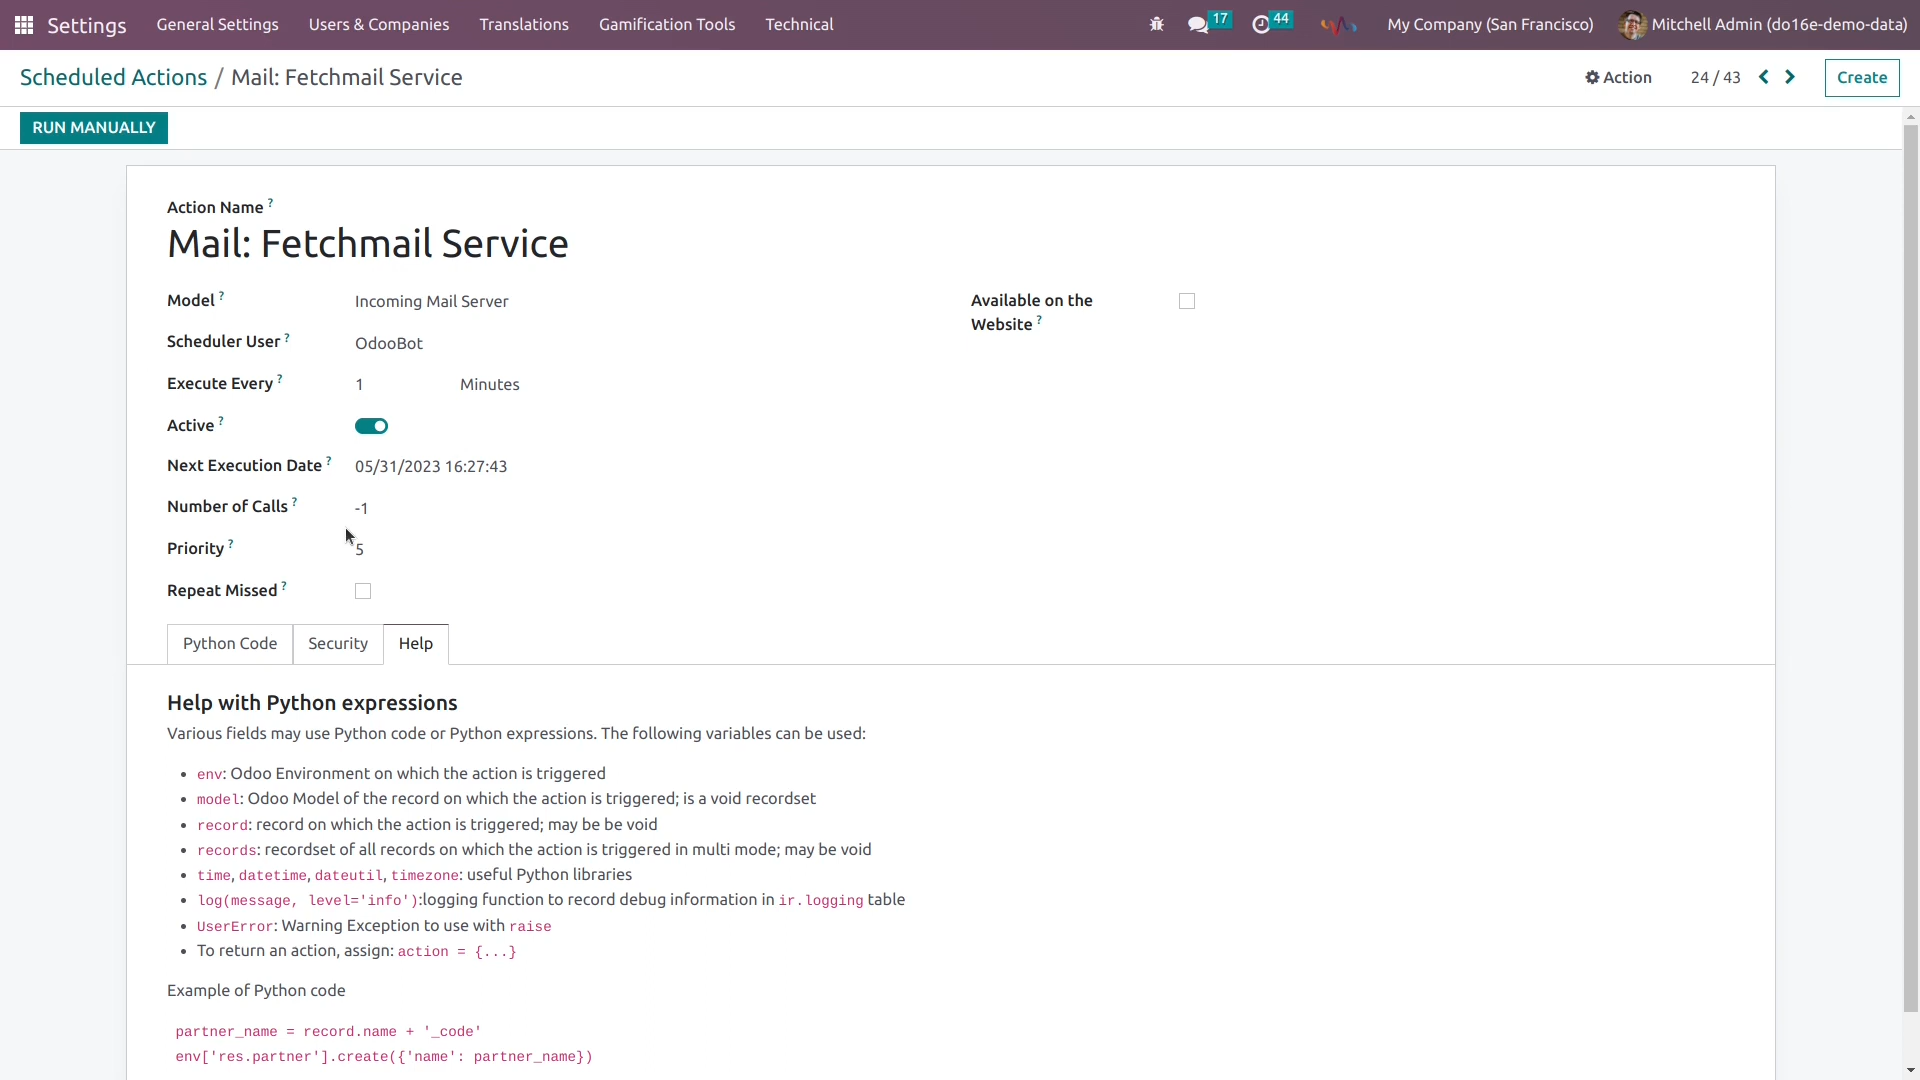 Settings General Settings Users & Companies Translations Gamification Tools Technical 17 44 My Company (San Francisco) Mitchell Admin (do16e-demo-data)
Scheduled Actions / Mail: Fetchmail Service Action 24 / 43 Create
RUN MANUALLY
Action Name ?
Mail: Fetchmail Service
Model ? Incoming Mail Server Available on the
Website ?
Scheduler User ? OdooBot
Execute Every ? 1 Minutes
Active ?
Next Execution Date ? 05/31/2023 16:27:43
Number of Calls ? -1
Priority ? 5
Repeat Missed ?
Python Code Security Help
Help with Python expressions
Various fields may use Python code or Python expressions. The following variables can be used:
• env: Odoo Environment on which the action is triggered
• model: Odoo Model of the record on which the action is triggered; is a void recordset
• record: record on which the action is triggered; may be be void
• records: recordset of all records on which the action is triggered in multi mode; may be void
• time, datetime, dateutil, timezone: useful Python libraries
• log(message, level='info'):logging function to record debug information in ir.logging table
• UserError: Warning Exception to use with raise
• To return an action, assign: action = {...}
Example of Python code
partner_name = record.name + '_code'
env['res.partner'].create({'name': partner_name})